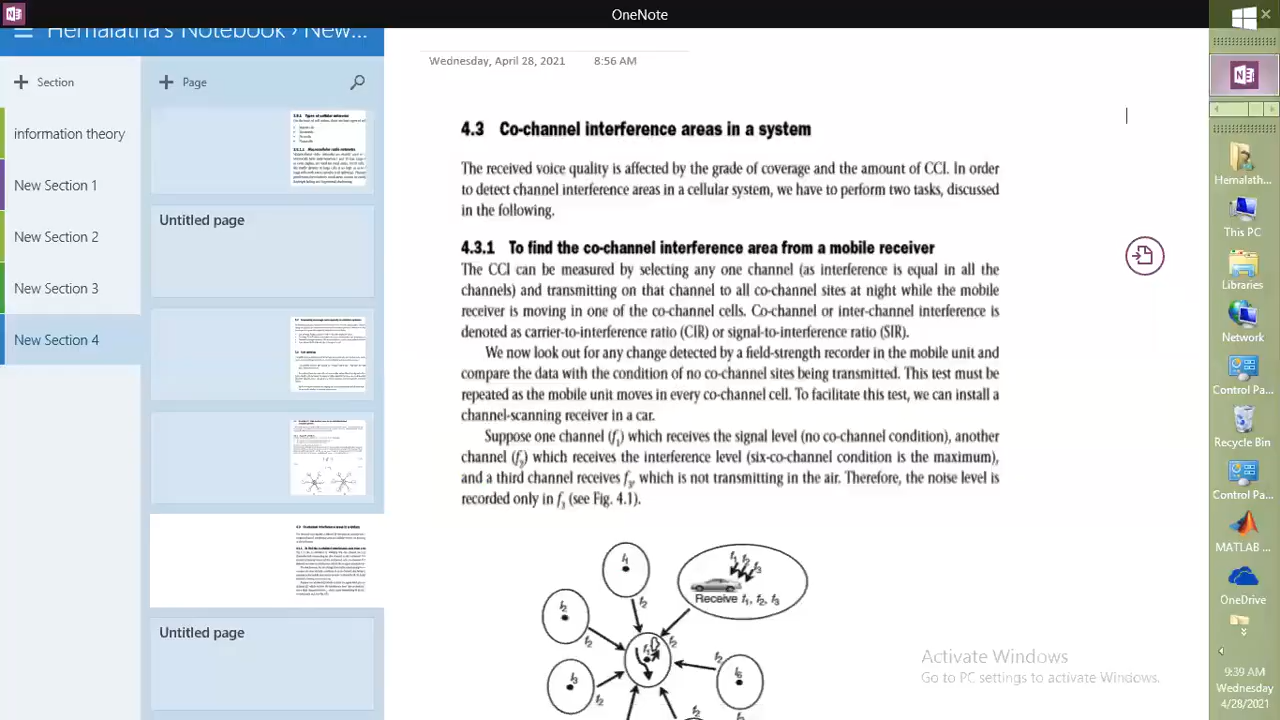 OneNote
Hemalatha's Notebook › New...
Section
Page
information theory
New Section 1
New Section 2
New Section 3
New Section 4
Untitled page
Untitled page
Wednesday, April 28, 2021 8:56 AM
4.3 Co-channel interference areas in a system
The received voice quality is affected by the grade of coverage and the amount of CCI. In order
to detect channel interference areas in a cellular system, we have to perform two tasks, discussed
in the following.
4.3.1 To find the co-channel interference area from a mobile receiver
The CCI can be measured by selecting any one channel (as interference is equal in all the
channels) and transmitting on that channel to all co-channel sites at night while the mobile
receiver is moving in one of the co-channel cells. Co-channel or inter-channel interference is
denoted as carrier-to-interference ratio (CIR) or signal-to-interference ratio (SIR).
We now look out for any change detected by a field-strength recorder in the mobile unit and
compare the data with the condition of no co-channel sites being transmitted. This test must be
repeated as the mobile unit moves in every co-channel cell. To facilitate this test, we can install a
channel-scanning receiver in a car.
Suppose one channel (f₁) which receives the signal level (no co-channel condition), another
channel (f₂) which receives the interference level (six-co-channel condition is the maximum),
and a third channel receives f₃, which is not transmitting in the air. Therefore, the noise level is
recorded only in f₃ (see Fig. 4.1).
Receive f₁, f₂, f₃
Activate Windows
Go to PC settings to activate Windows.
Hemalath...
This PC
Libraries
Network
Control Pa...
Recycle Bin
Control Pa...
MATLAB ...
OneDrive
9:39 AM
Wednesday
4/28/2021